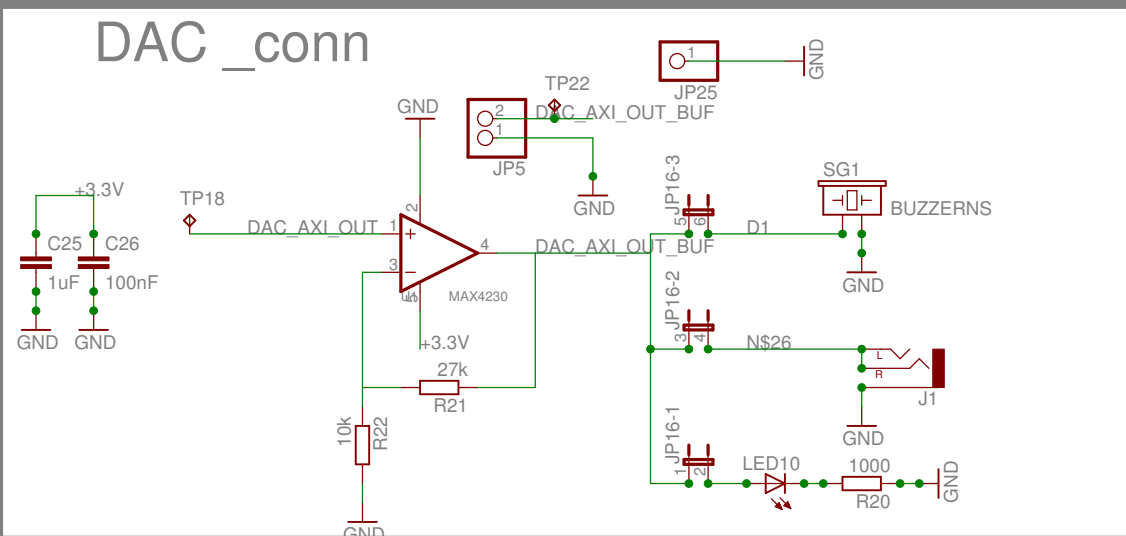 DAC _conn
1
GND
JP25
TP22
GND
2
DAC_AXI_OUT_BUF
1
JP5
JP16-3
SG1
+3.3V
TP18
2
GND
5
6
BUZZERNS
DAC_AXI_OUT
1
+
D1
C25
C26
4
DAC_AXI_OUT_BUF
3
−
1uF
100nF
GND
JP16-2
MAX4230
5
GND
GND
+3.3V
3
4
N$26
L
R
27k
R21
J1
10k
R22
JP16-1
GND
1
2
LED10
1000
GND
R20
GND